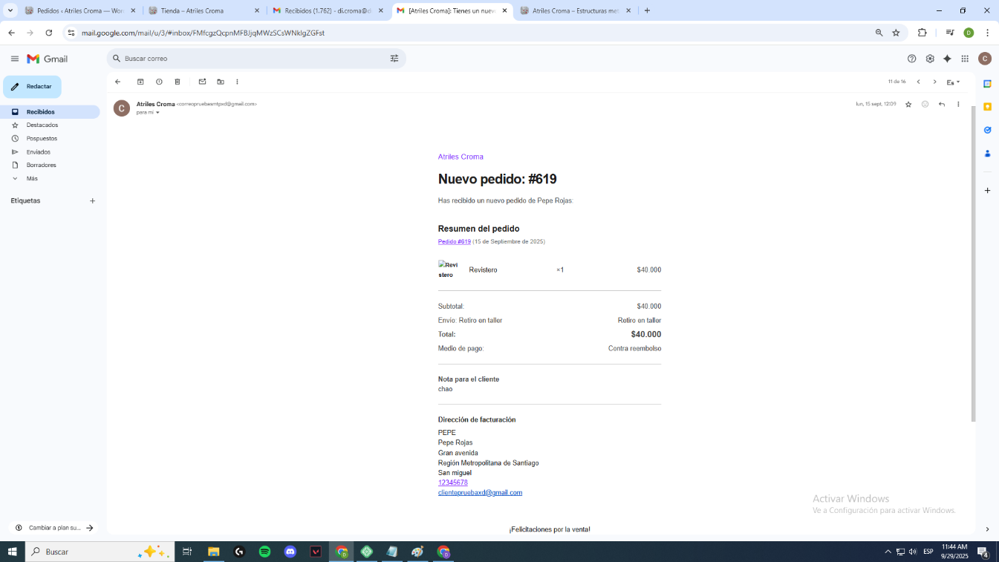 Pedidos ‹ Atriles Croma — Wor
Tienda – Atriles Croma
Recibidos (1.762) - di.croma@d
[Atriles Croma]: Tienes un nuev
Atriles Croma – Estructuras met
mail.google.com/mail/u/3/#inbox/FMfcgzQcpnMFBJjqMWzSCsWNklgZGFst
D
Gmail
Buscar correo
C
Redactar
11 de 16
Es
Recibidos
Destacados
Pospuestos
Enviados
Borradores
Más
Etiquetas
C
Atriles Croma <correopruebasmtpxd@gmail.com>
para mí
lun, 15 sept, 12:09
Atriles Croma
Nuevo pedido: #619
Has recibido un nuevo pedido de Pepe Rojas:
Resumen del pedido
Pedido #619 (15 de Septiembre de 2025)
Revistero
Revistero ×1 $40.000
Subtotal: $40.000
Envío: Retiro en taller Retiro en taller
Total: $40.000
Medio de pago: Contra reembolso
Nota para el cliente
chao
Dirección de facturación
PEPE
Pepe Rojas
Gran avenida
Región Metropolitana de Santiago
San miguel
12345678
clientepruebaxd@gmail.com
¡Felicitaciones por la venta!
Activar Windows
Ve a Configuración para activar Windows.
Cambiar a plan su...
Buscar
ESP
11:44 AM
9/29/2025
4